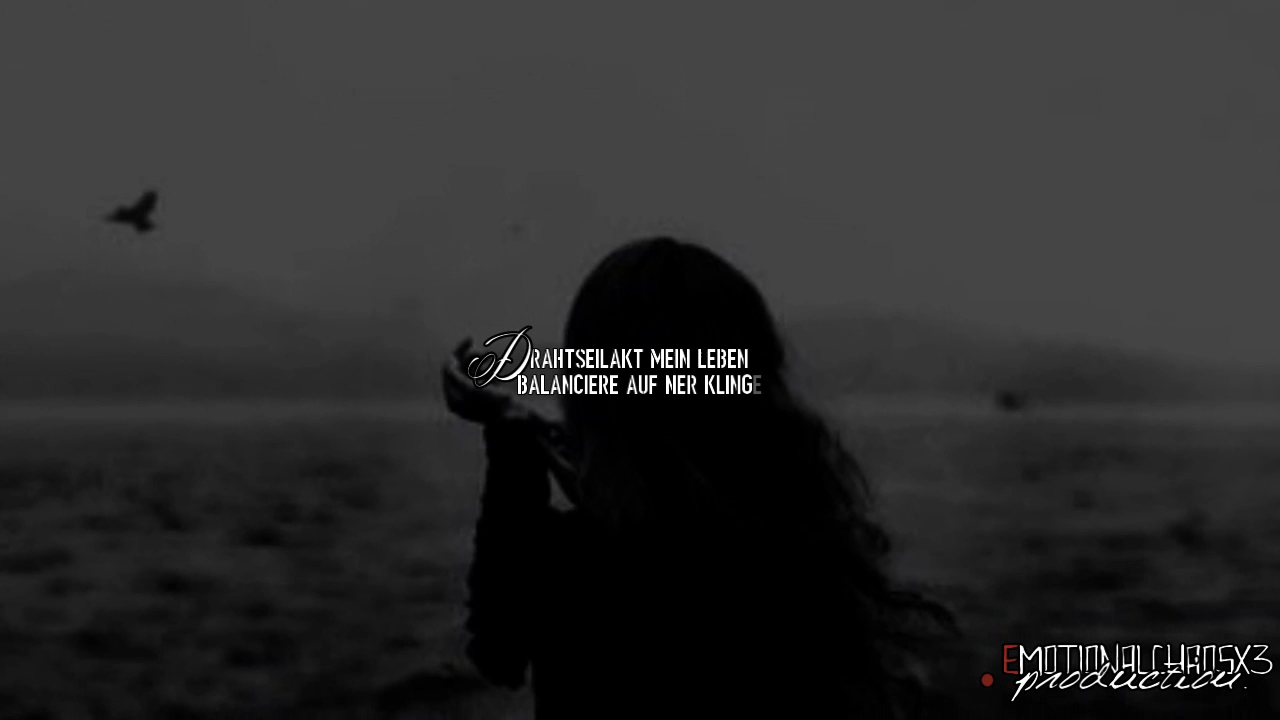 Drahtseilakt mein Leben
balanciere auf ner Klinge
EMOTIONALCHAOSX3
production.